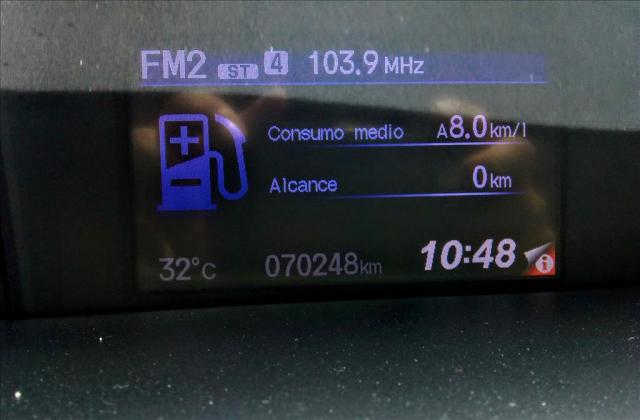 FM2 ST 4 103.9 MHz
Consumo medio A8.0 km/l
Alcance 0 km
32°C 070248 km 10:48 i